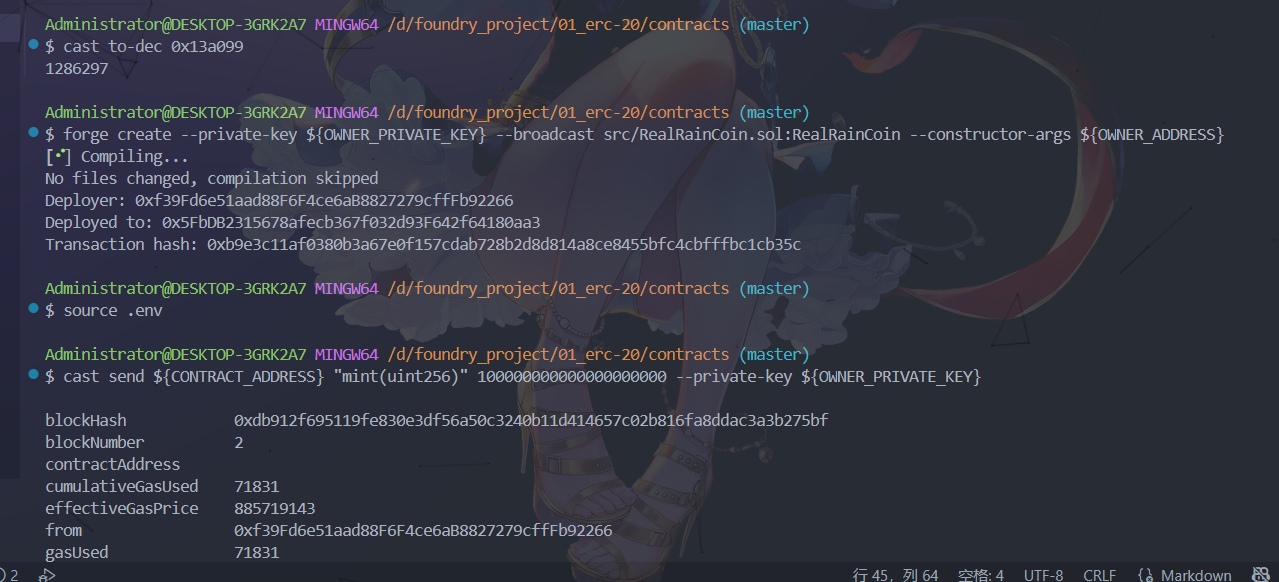 Administrator@DESKTOP-3GRK2A7 MINGW64 /d/foundry_project/01_erc-20/contracts (master)
$ cast to-dec 0x13a099
1286297
Administrator@DESKTOP-3GRK2A7 MINGW64 /d/foundry_project/01_erc-20/contracts (master)
$ forge create --private-key ${OWNER_PRIVATE_KEY} --broadcast src/RealRainCoin.sol:RealRainCoin --constructor-args ${OWNER_ADDRESS}
[⠊] Compiling...
No files changed, compilation skipped
Deployer: 0xf39Fd6e51aad88F6F4ce6aB8827279cffFb92266
Deployed to: 0x5FbDB2315678afecb367f032d93F642f64180aa3
Transaction hash: 0xb9e3c11af0380b3a67e0f157cdab728b2d8d814a8ce8455bfc4cbfffbc1cb35c
Administrator@DESKTOP-3GRK2A7 MINGW64 /d/foundry_project/01_erc-20/contracts (master)
$ source .env
Administrator@DESKTOP-3GRK2A7 MINGW64 /d/foundry_project/01_erc-20/contracts (master)
$ cast send ${CONTRACT_ADDRESS} "mint(uint256)" 100000000000000000000 --private-key ${OWNER_PRIVATE_KEY}
blockHash 0xdb912f695119fe830e3df56a50c3240b11d414657c02b816fa8ddac3a3b275bf
blockNumber 2
contractAddress
cumulativeGasUsed 71831
effectiveGasPrice 885719143
from 0xf39Fd6e51aad88F6F4ce6aB8827279cffFb92266
gasUsed 71831
2 行 45，列 64 空格: 4 UTF-8 CRLF {} Markdown